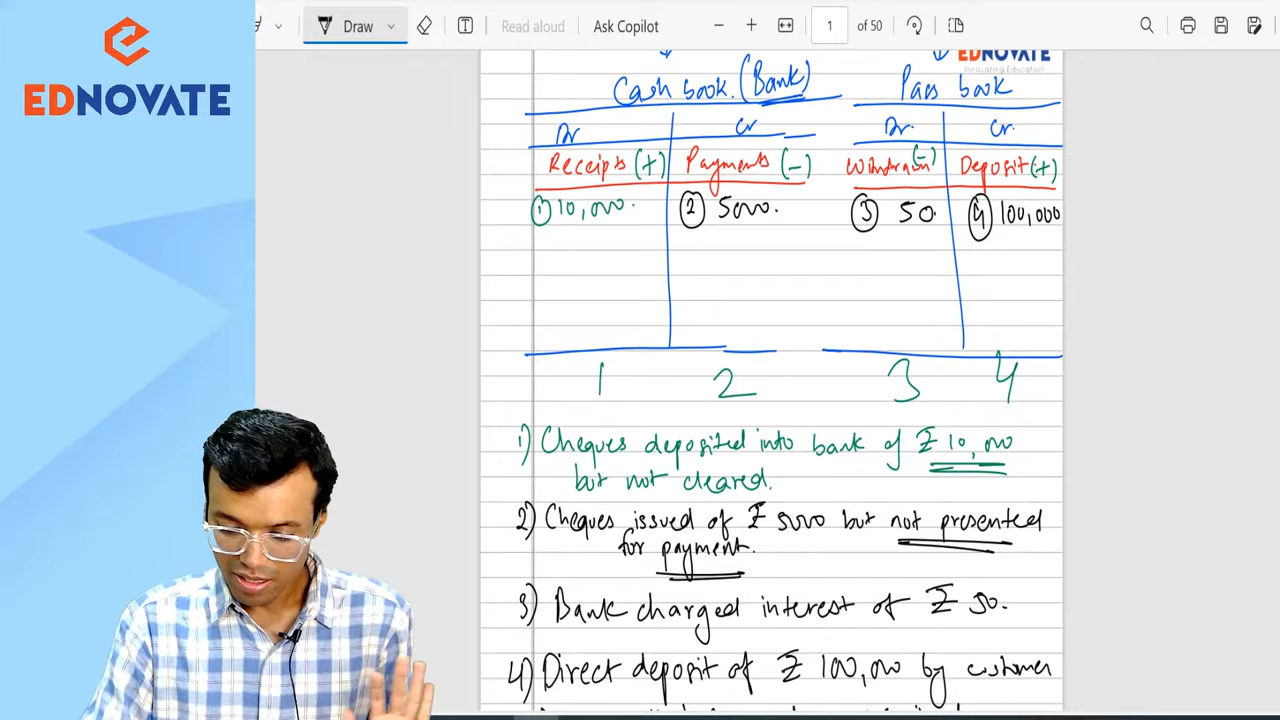 Draw
Read aloud
Ask Copilot
1 of 50
EDNOVATE
EDNOVATE
Innovating Education
Cash book. (Bank)
Pass book
Dr
Cr
Dr.
Cr.
Receipts (+)
Payments (-)
Withdrawn (-)
Deposit (+)
① 10,000.
② 5000.
③ 50.
④ 100,000
1 2 3 4
1) Cheques deposited into bank of ₹ 10,000
but not cleared.
2) Cheques issued of ₹ 5000 but not presented
for payment.
3) Bank charged interest of ₹ 50.
4) Direct deposit of ₹ 100,000 by customer